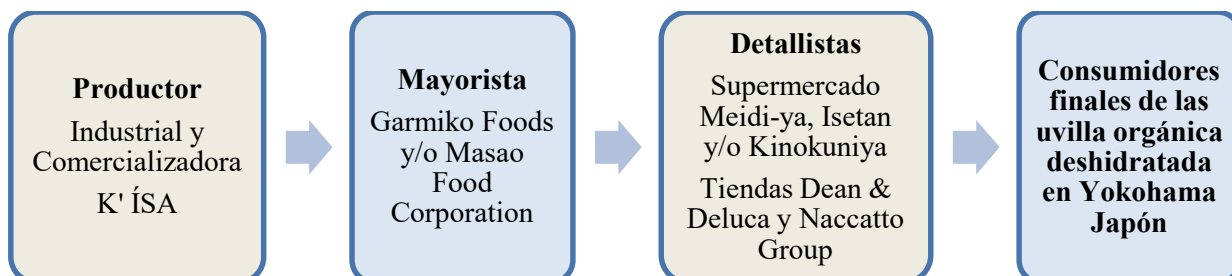 Productor
Industrial y
Comercializadora
K' ÍSA
Mayorista
Garmiko Foods
y/o Masao
Food
Corporation
Detallistas
Supermercado
Meidi-ya, Isetan
y/o Kinokuniya
Tiendas Dean &
Deluca y Naccatto
Group
Consumidores
finales de las
uvilla orgánica
deshidratada
en Yokohama
Japón